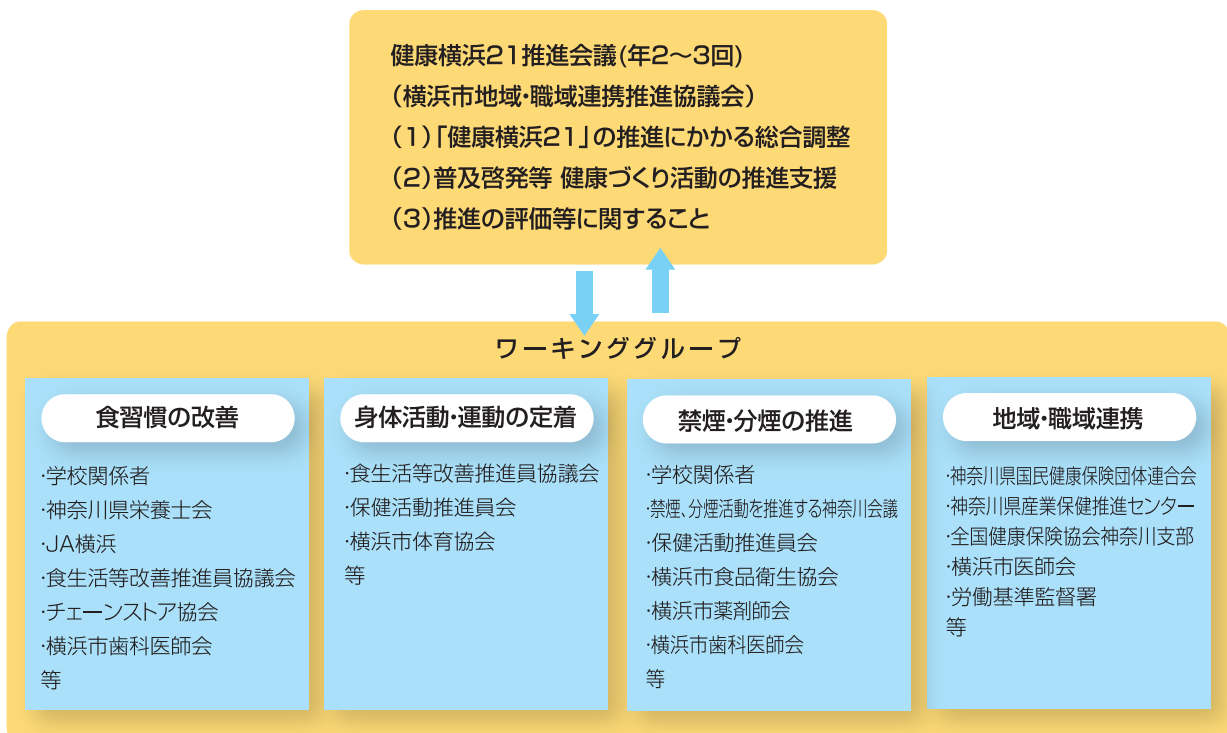 健康横浜21推進会議(年2〜3回)
(横浜市地域・職域連携推進協議会)
(1)「健康横浜21」の推進にかかる総合調整
(2)普及啓発等 健康づくり活動の推進支援
(3)推進の評価等に関すること
ワーキンググループ
食習慣の改善
・学校関係者
・神奈川県栄養士会
・JA横浜
・食生活等改善推進員協議会
・チェーンストア協会
・横浜市歯科医師会
等
身体活動・運動の定着
・食生活等改善推進員協議会
・保健活動推進員会
・横浜市体育協会
等
禁煙・分煙の推進
・学校関係者
・禁煙、分煙活動を推進する神奈川会議
・保健活動推進員会
・横浜市食品衛生協会
・横浜市薬剤師会
・横浜市歯科医師会
等
地域・職域連携
・神奈川県国民健康保険団体連合会
・神奈川県産業保健推進センター
・全国健康保険協会神奈川支部
・横浜市医師会
・労働基準監督署
等